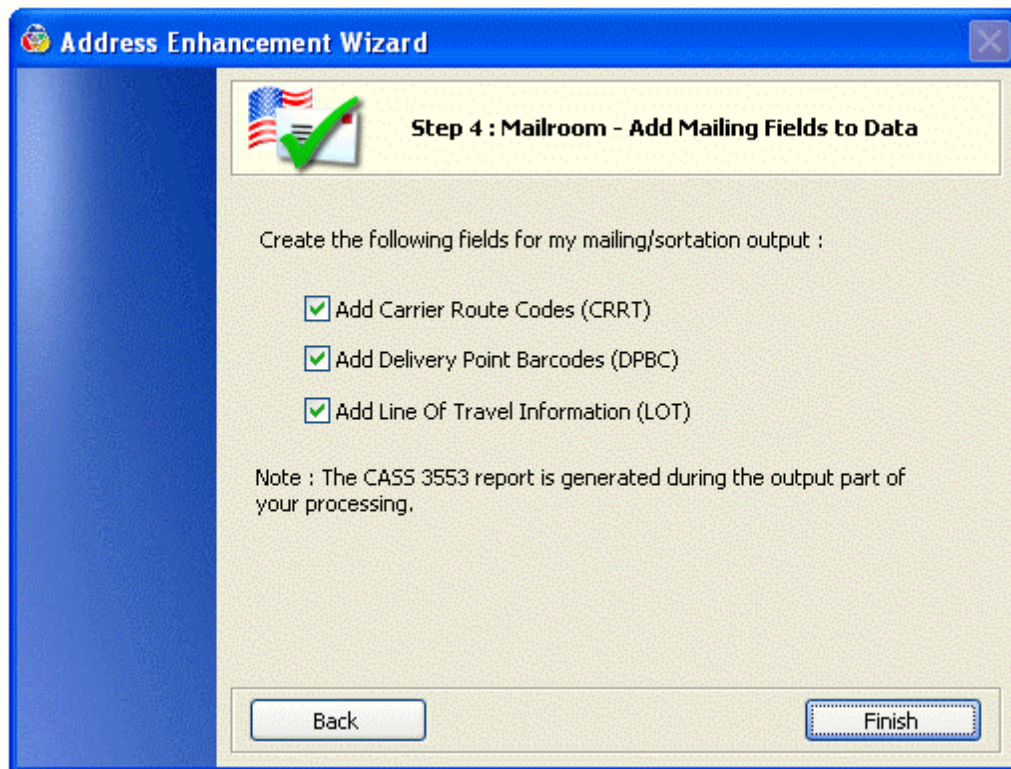 Address Enhancement Wizard
Step 4 : Mailroom - Add Mailing Fields to Data
Create the following fields for my mailing/sortation output :
Add Carrier Route Codes (CRRT)
Add Delivery Point Barcodes (DPBC)
Add Line Of Travel Information (LOT)
Note : The CASS 3553 report is generated during the output part of
your processing.
Back
Finish